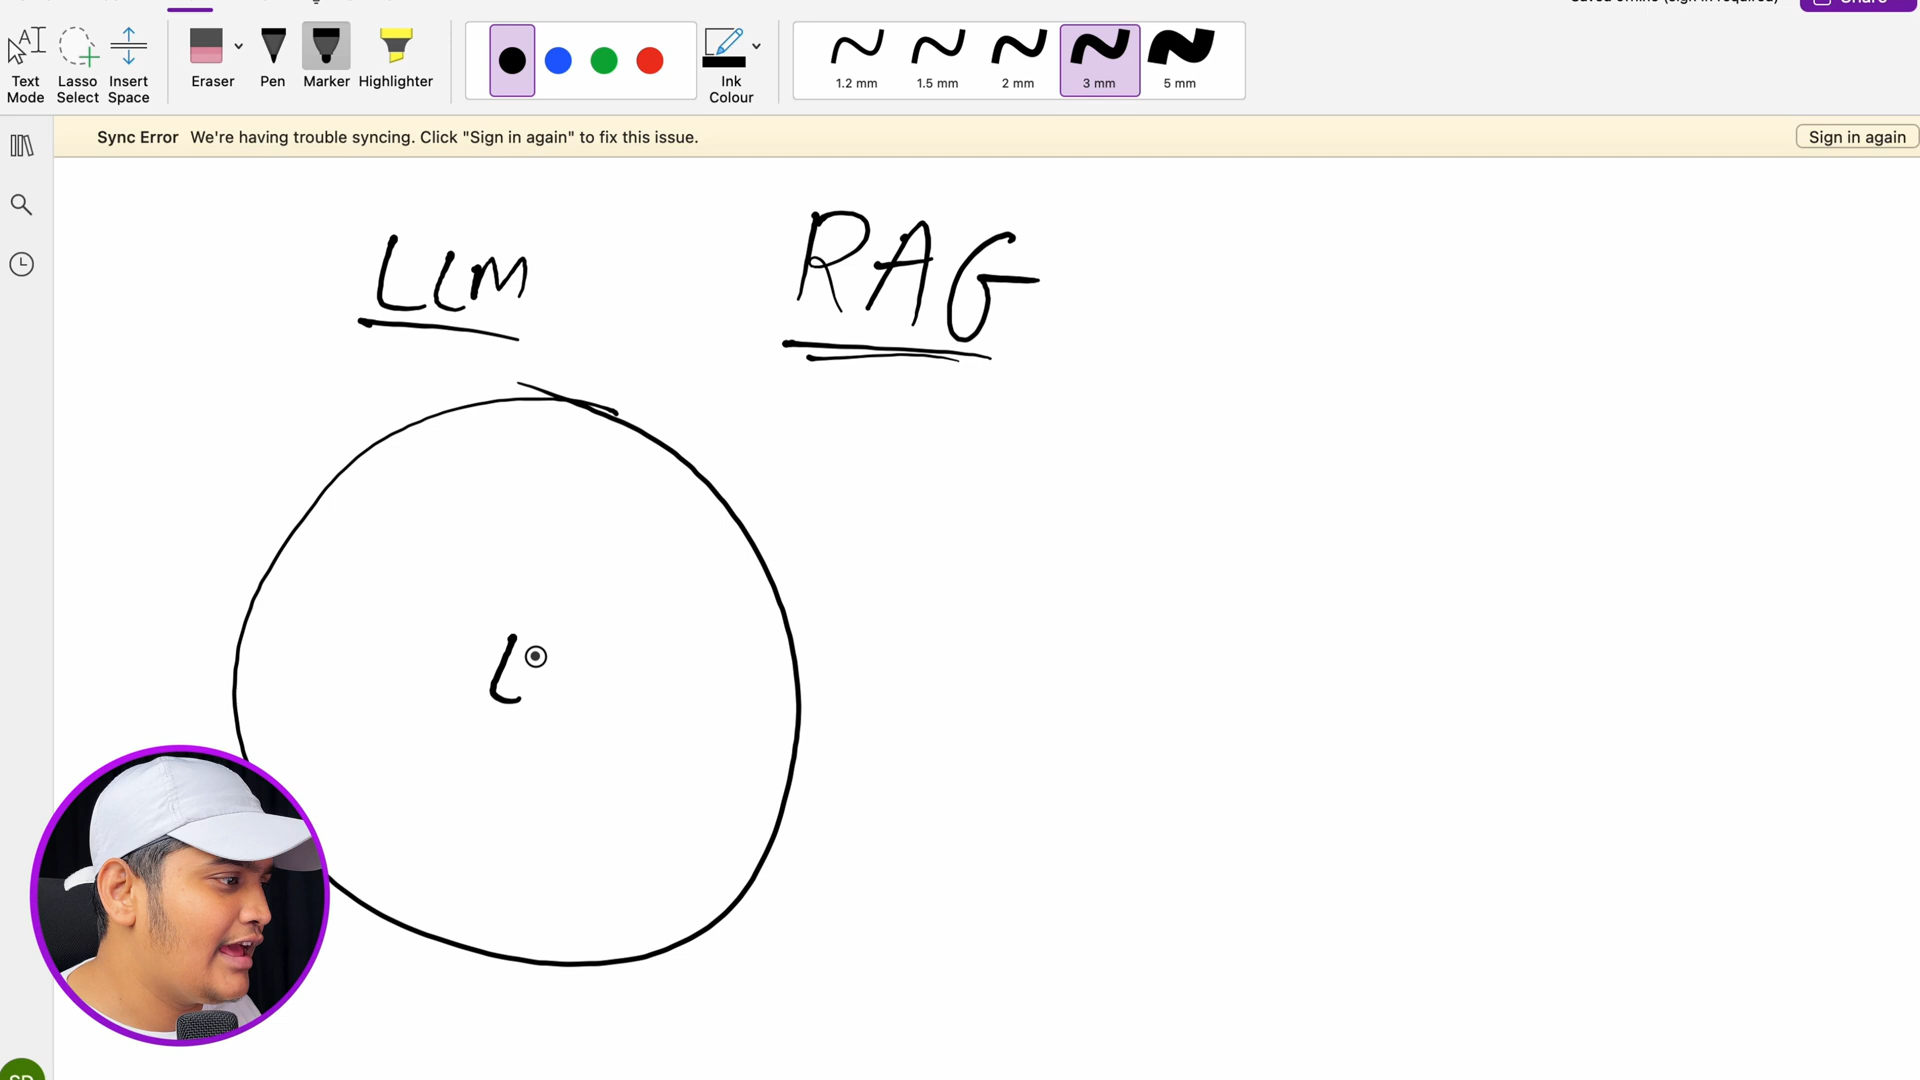 Text Mode
Lasso Select
Insert Space
Eraser
Pen
Marker
Highlighter
Ink Colour
1.2 mm
1.5 mm
2 mm
3 mm
5 mm
Sync Error We're having trouble syncing. Click "Sign in again" to fix this issue.
Sign in again
LLM
RAG
L